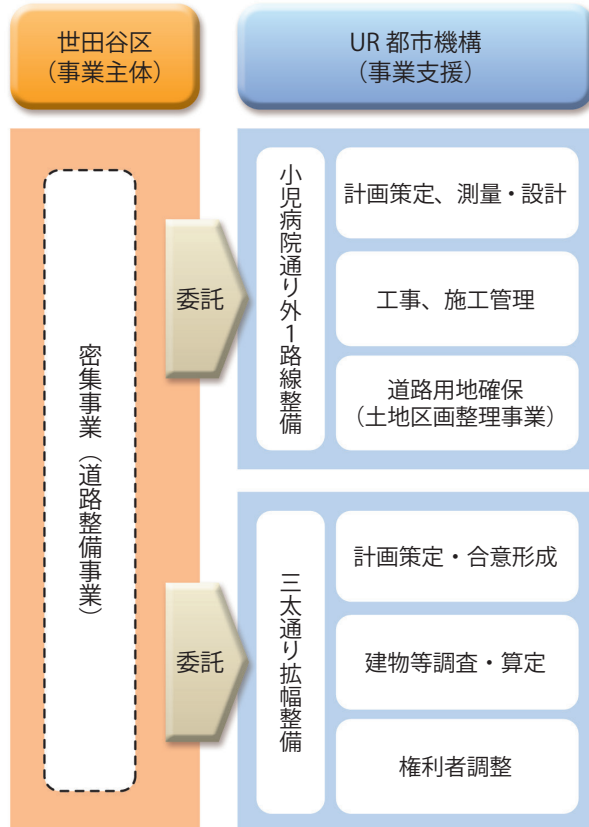 世田谷区
（事業主体）
UR 都市機構
（事業支援）
密集事業（道路整備事業）
委託
小児病院通り外1路線整備
計画策定、測量・設計
工事、施工管理
道路用地確保
（土地区画整理事業）
委託
三太通り拡幅整備
計画策定・合意形成
建物等調査・算定
権利者調整